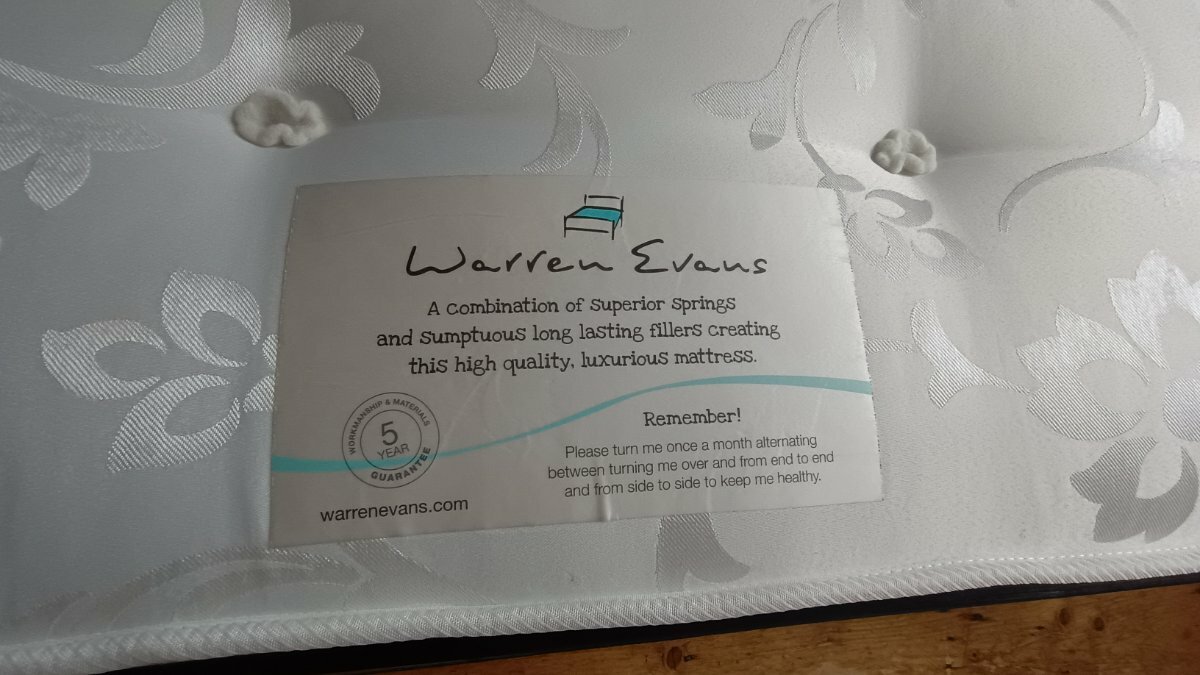 Warren Evans
A combination of superior springs
and sumptuous long lasting fillers creating
this high quality, luxurious mattress.
WORKMANSHIP & MATERIALS
5
YEAR
GUARANTEE
Remember!
Please turn me once a month alternating
between turning me over and from end to end
and from side to side to keep me healthy.
warrenevans.com